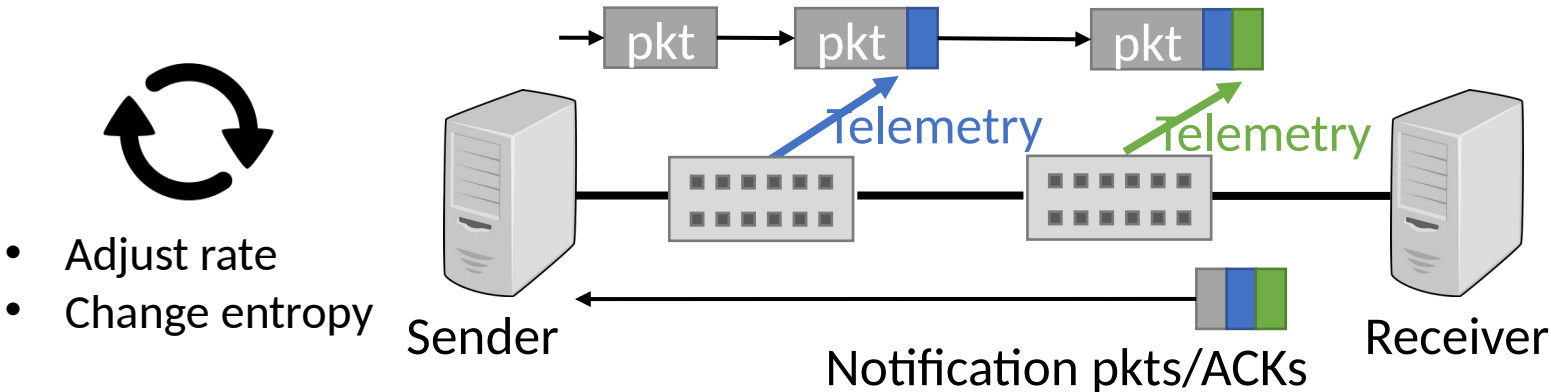 pkt
pkt
pkt
Telemetry
Telemetry
• Adjust rate
• Change entropy
Sender
Receiver
Notification pkts/ACKs